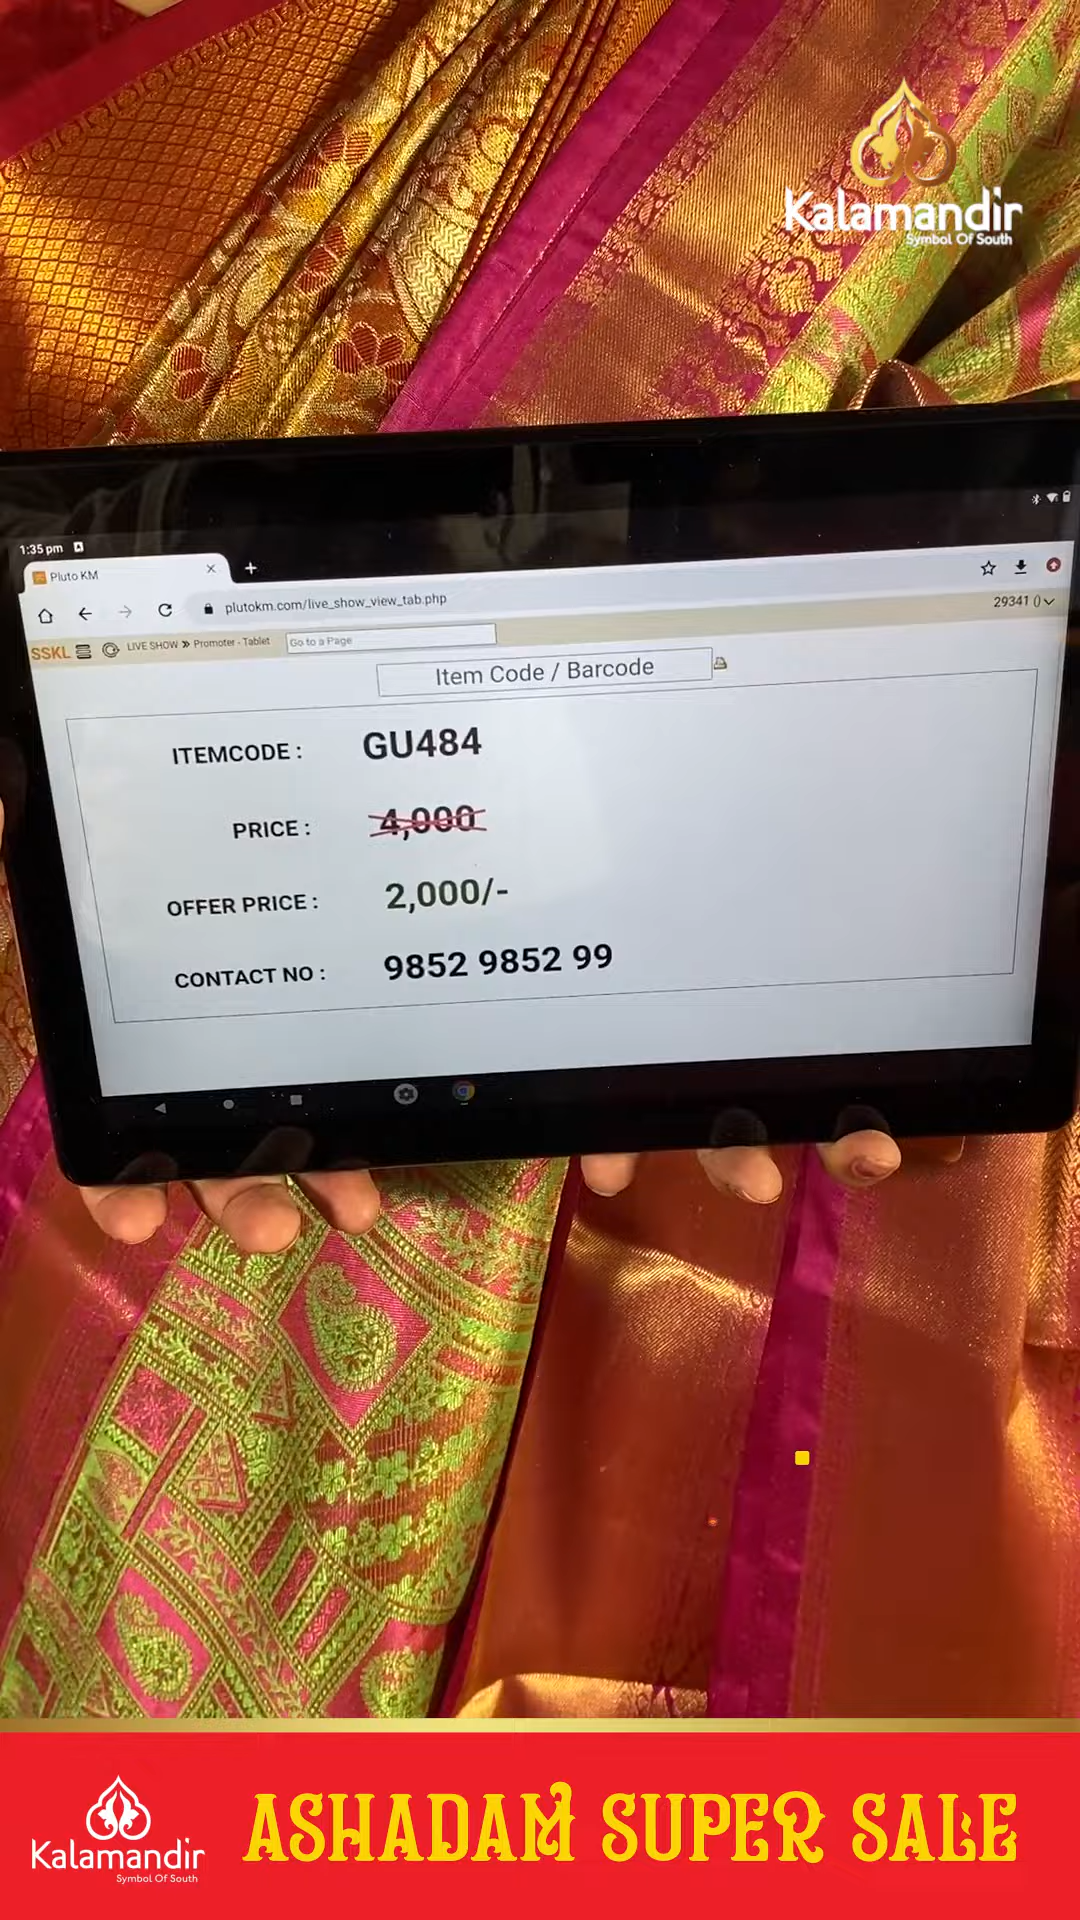 Kalamandir
Symbol Of South
1:35 pm
Pluto KM
plutokm.com/live_show_view_tab.php
29341 ()
SSKL
LIVE SHOW >> Promoter - Tablet
Go to a Page
Item Code / Barcode
ITEMCODE : GU484
PRICE : 4,000
OFFER PRICE : 2,000/-
CONTACT NO : 9852 9852 99
Kalamandir
Symbol Of South
ASHADAM SUPER SALE